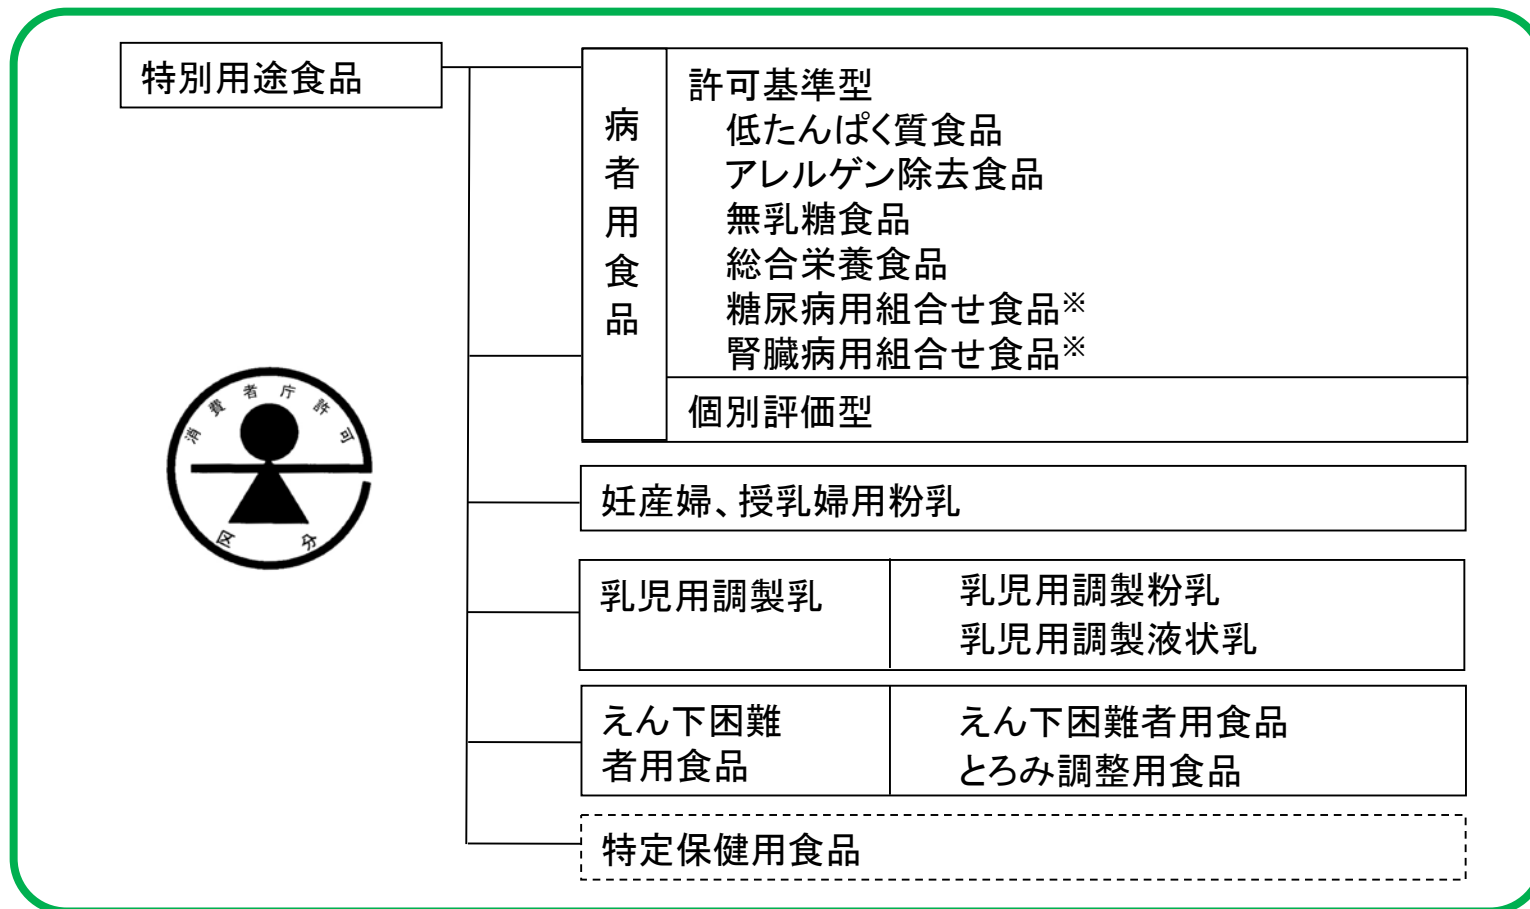 特別用途食品
病者用食品
許可基準型
低たんぱく質食品
アレルゲン除去食品
無乳糖食品
総合栄養食品
糖尿病用組合せ食品※
腎臓病用組合せ食品※
個別評価型
消費者庁許可
区分
妊産婦、授乳婦用粉乳
乳児用調製乳
乳児用調製粉乳
乳児用調製液状乳
えん下困難
者用食品
えん下困難者用食品
とろみ調整用食品
特定保健用食品